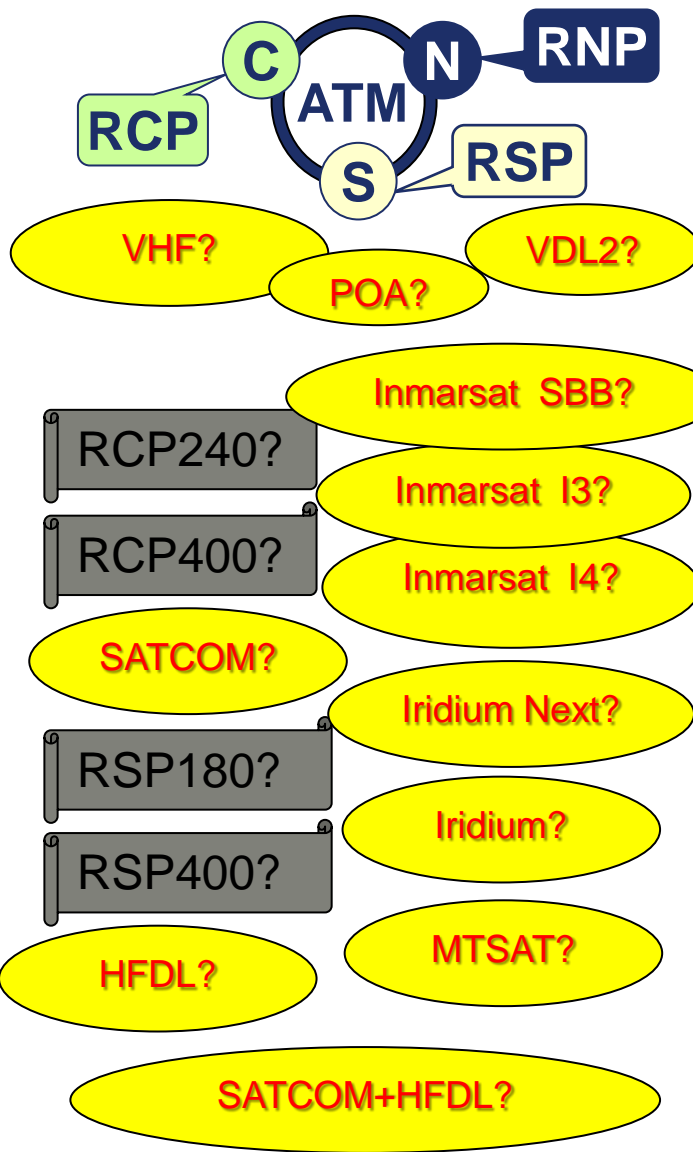 C
N
RNP
ATM
RCP
S
RSP
VHF?
VDL2?
POA?
Inmarsat SBB?
RCP240?
Inmarsat I3?
RCP400?
Inmarsat I4?
SATCOM?
Iridium Next?
RSP180?
Iridium?
RSP400?
MTSAT?
HFDL?
SATCOM+HFDL?